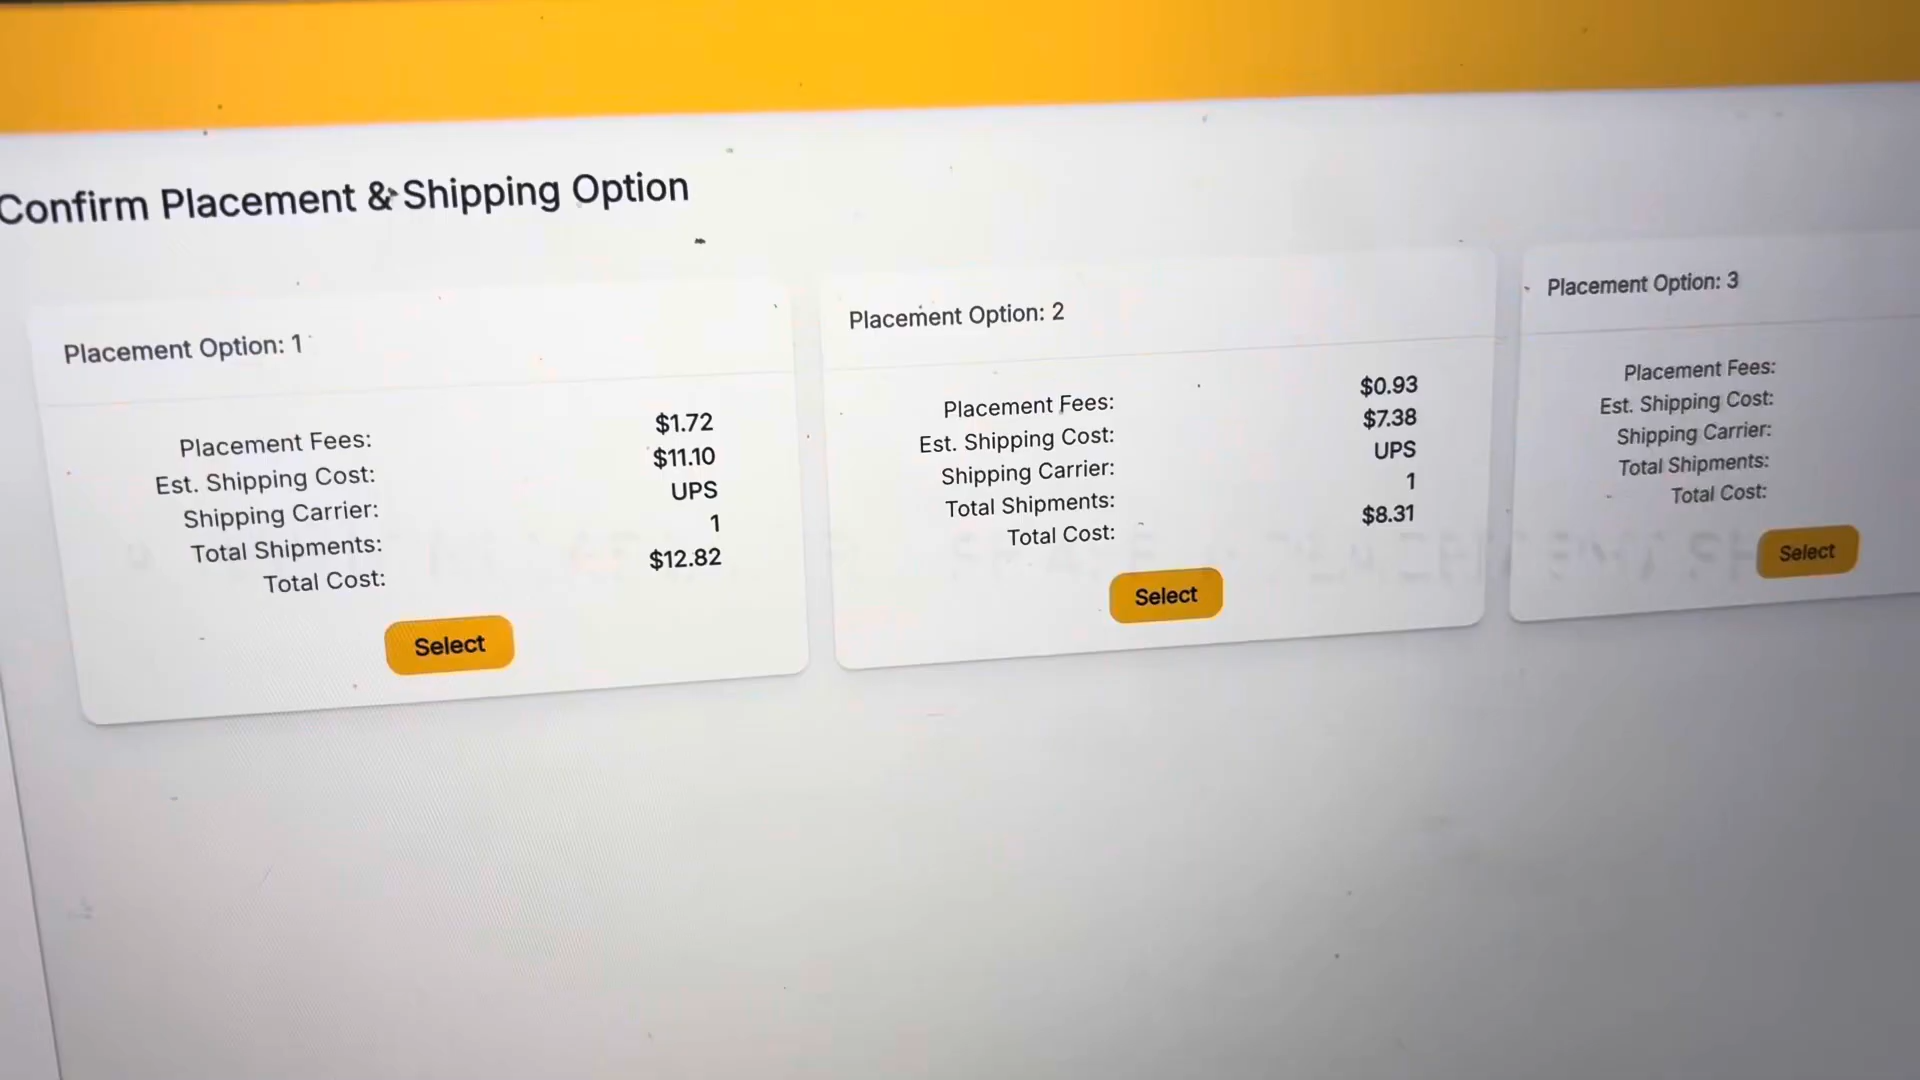 Confirm Placement & Shipping Option
Placement Option: 1
Placement Fees: $1.72
Est. Shipping Cost: $11.10
Shipping Carrier: UPS
Total Shipments: 1
Total Cost: $12.82
Select
Placement Option: 2
Placement Fees: $0.93
Est. Shipping Cost: $7.38
Shipping Carrier: UPS
Total Shipments: 1
Total Cost: $8.31
Select
Placement Option: 3
Placement Fees:
Est. Shipping Cost:
Shipping Carrier:
Total Shipments:
Total Cost:
Select